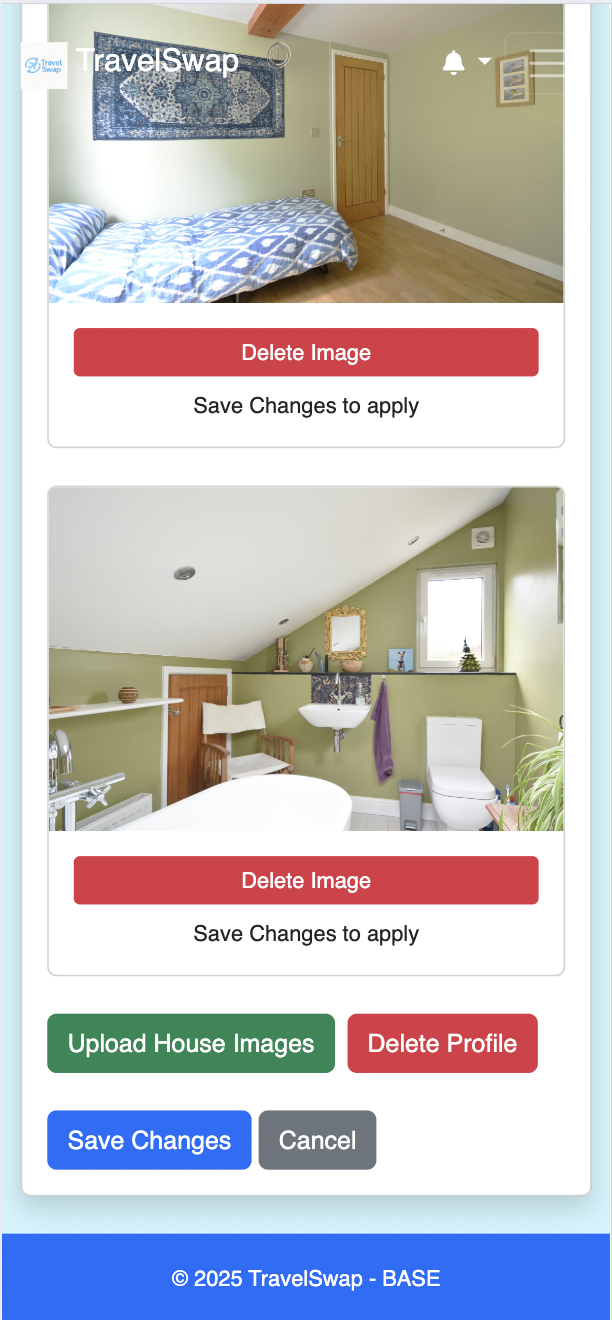 Travel
Swap
TravelSwap
Delete Image
Save Changes to apply
Delete Image
Save Changes to apply
Upload House Images
Delete Profile
Save Changes
Cancel
© 2025 TravelSwap - BASE